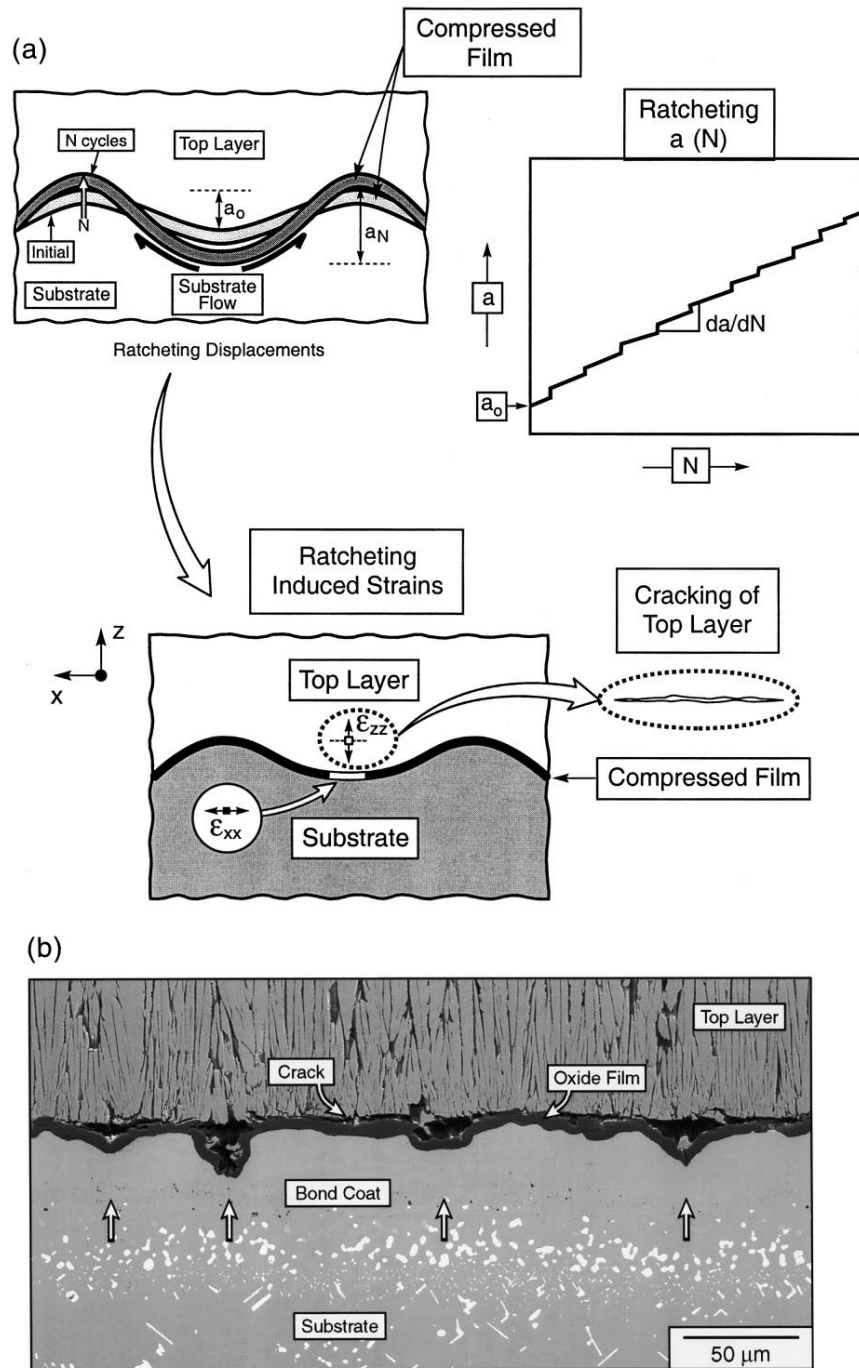 (a)
Compressed
Film
Ratcheting
a (N)
N cycles
Top Layer
a₀
a_N
N
Initial
Substrate
Substrate
Flow
Ratcheting Displacements
a
da/dN
a₀
N
Ratcheting
Induced Strains
Cracking of
Top Layer
z
x
Top Layer
ε_zz
Compressed Film
ε_xx
Substrate
(b)
Top Layer
Crack
Oxide Film
Bond Coat
Substrate
50 μm